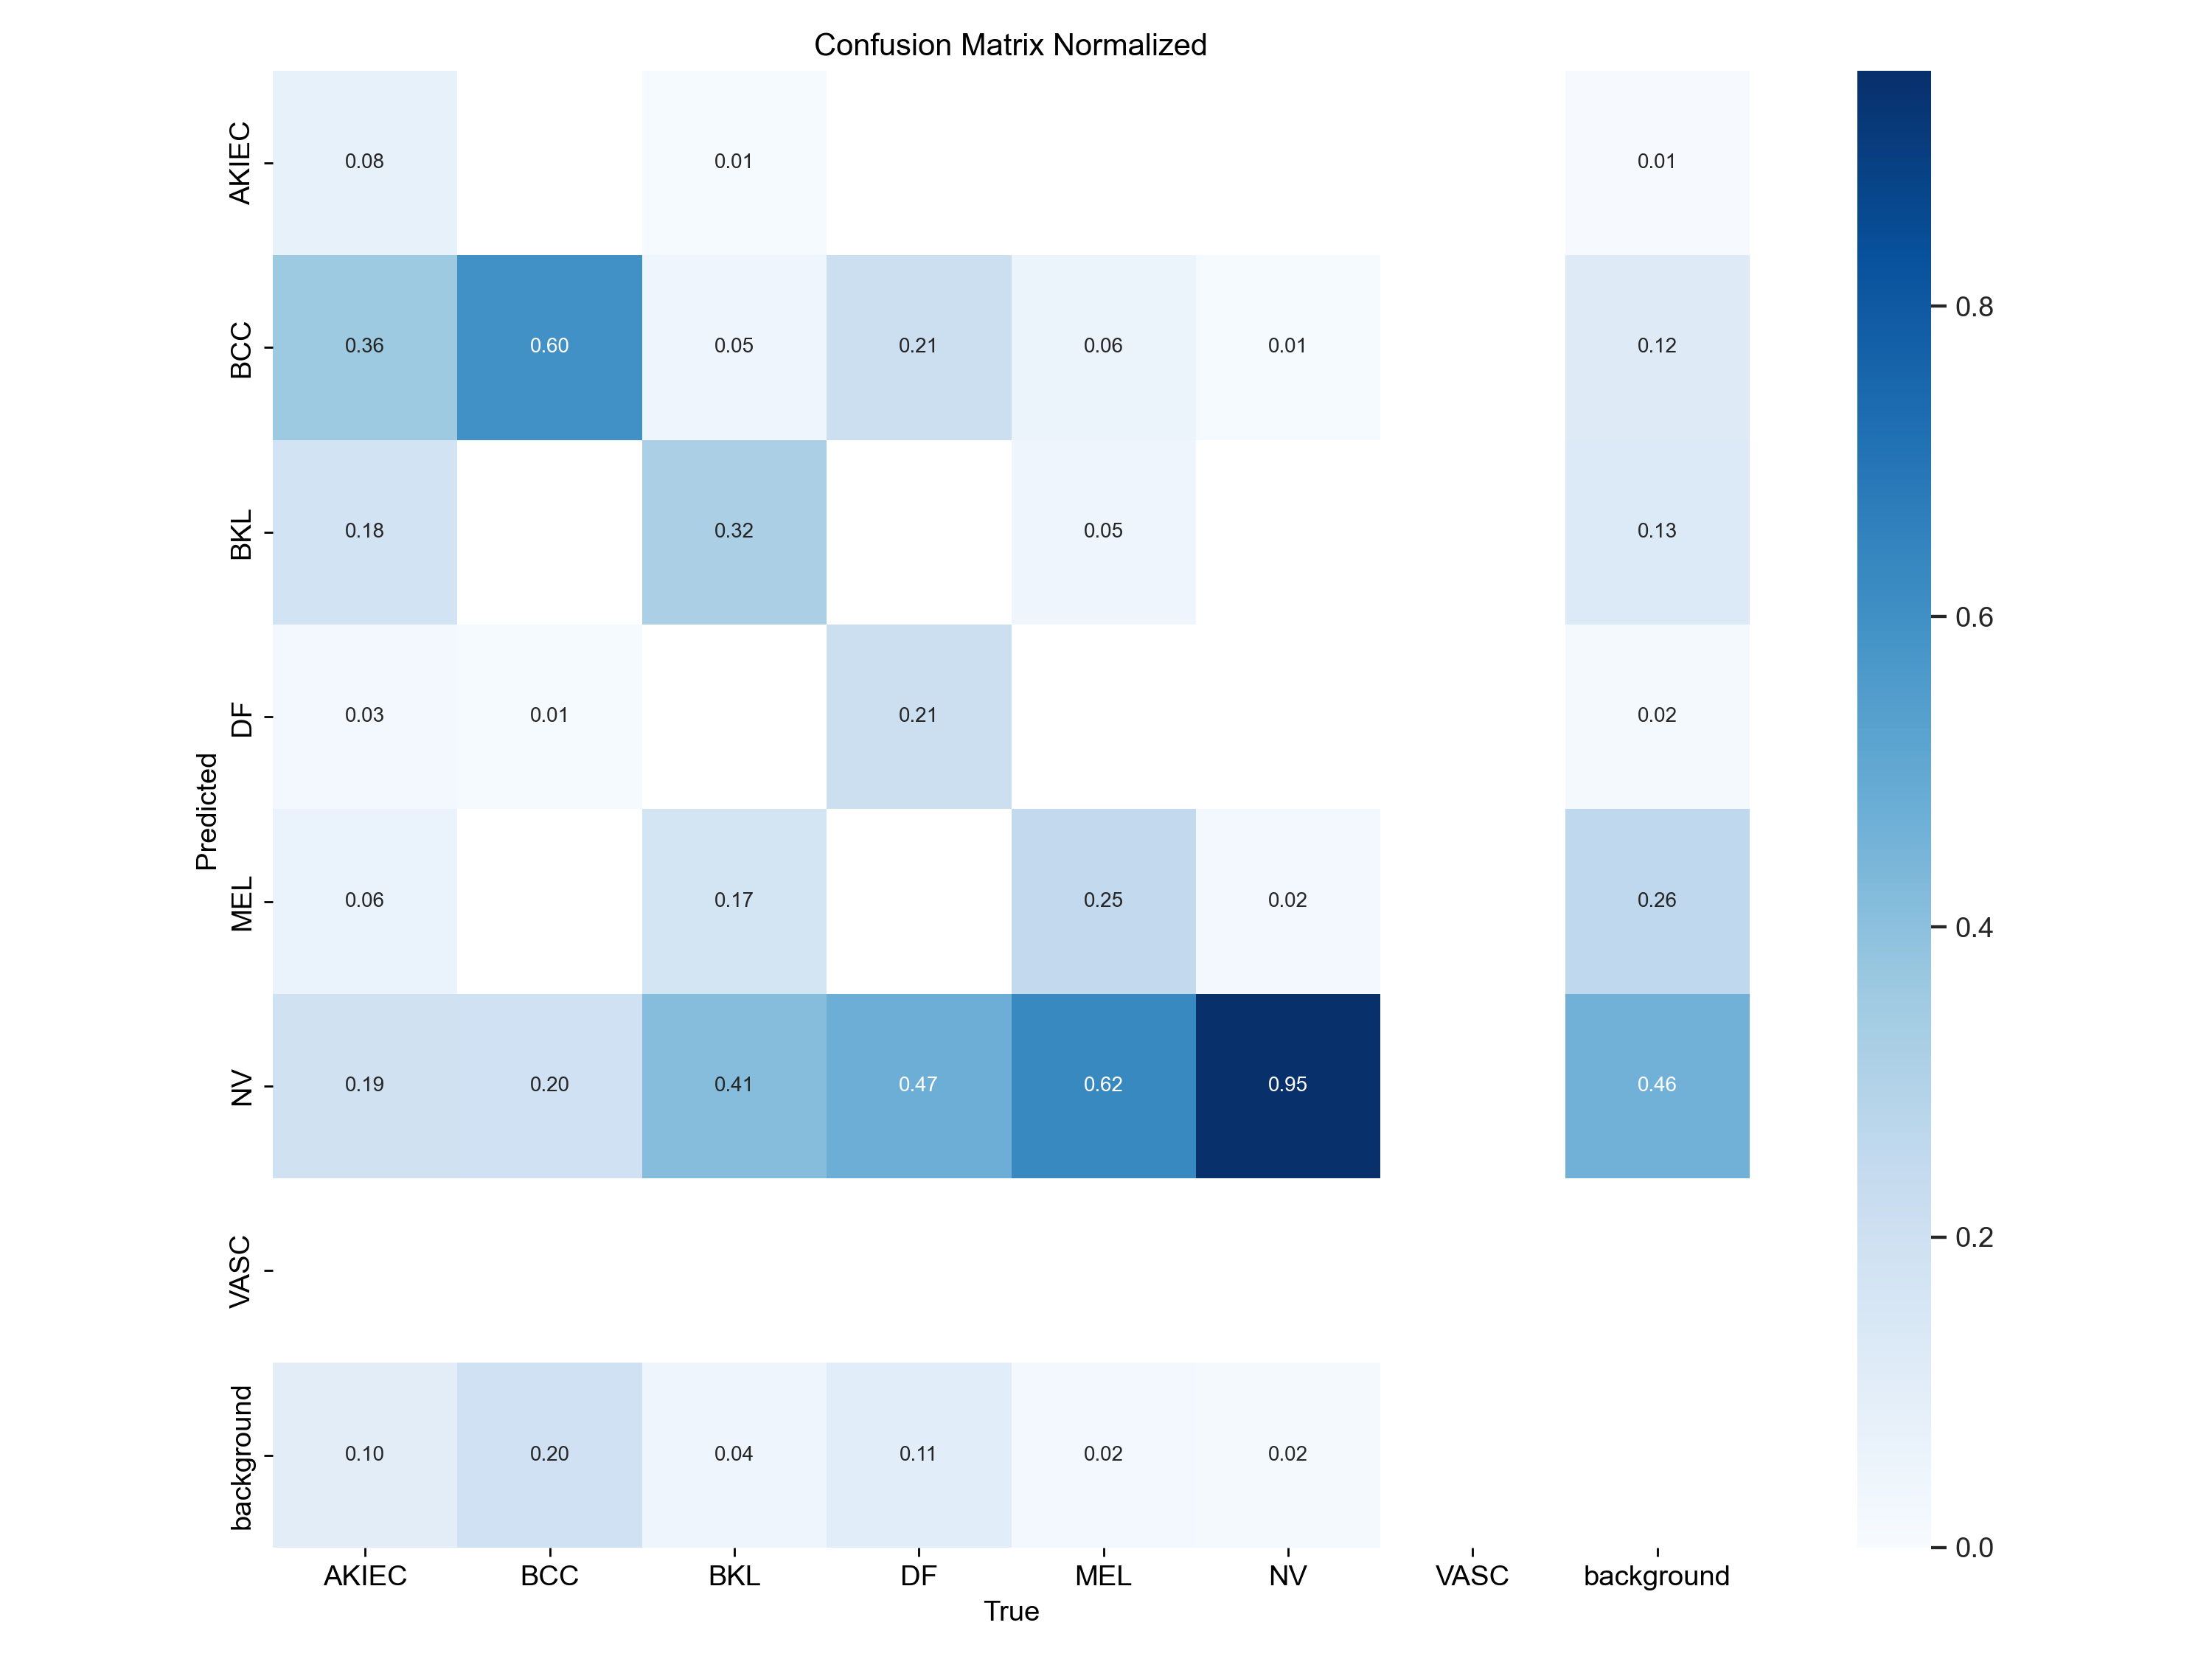 Confusion Matrix Normalized
Predicted
AKIEC 0.08 0.01 0.01
BCC 0.36 0.60 0.05 0.21 0.06 0.01 0.12
BKL 0.18 0.32 0.05 0.13
DF 0.03 0.01 0.21 0.02
MEL 0.06 0.17 0.25 0.02 0.26
NV 0.19 0.20 0.41 0.47 0.62 0.95 0.46
VASC
background 0.10 0.20 0.04 0.11 0.02 0.02
AKIEC BCC BKL DF MEL NV VASC background
True
0.8
0.6
0.4
0.2
0.0